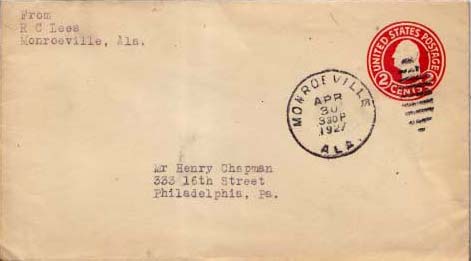 From
R C Lees
Monroeville, Ala.
UNITED STATES POSTAGE
2 CENTS 2
MONROEVILLE
APR
30
330P
1927
ALA.
Mr Henry Chapman
333 16th Street
Philadelphia, Pa.